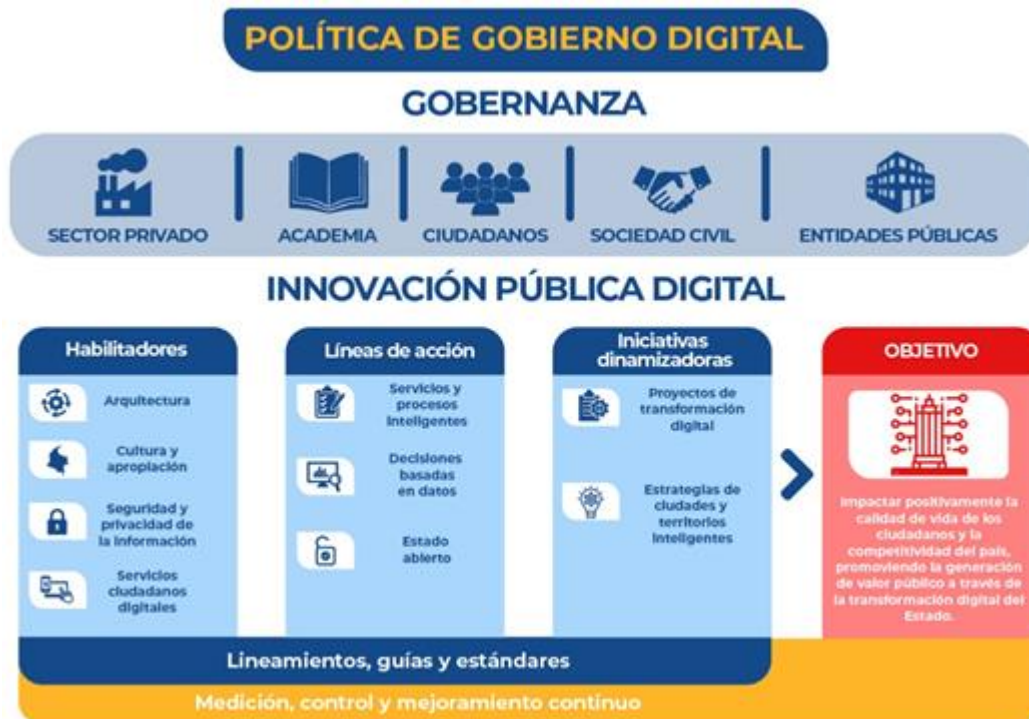 POLÍTICA DE GOBIERNO DIGITAL
GOBERNANZA
SECTOR PRIVADO
ACADEMIA
CIUDADANOS
SOCIEDAD CIVIL
ENTIDADES PÚBLICAS
INNOVACIÓN PÚBLICA DIGITAL
Habilitadores
Arquitectura
Cultura y
apropiación
Seguridad y
privacidad de
la información
Servicios
ciudadanos
digitales
Líneas de acción
Servicios y
procesos
inteligentes
Decisiones
basadas
en datos
Estado
abierto
Iniciativas
dinamizadoras
Proyectos de
transformación
digital
Estrategias de
ciudades y
territorios
inteligentes
OBJETIVO
Impactar positivamente la
calidad de vida de los
ciudadanos y la
competitividad del país,
promoviendo la generación
de valor público a través de
la transformación digital del
Estado.
Lineamientos, guías y estándares
Medición, control y mejoramiento continuo